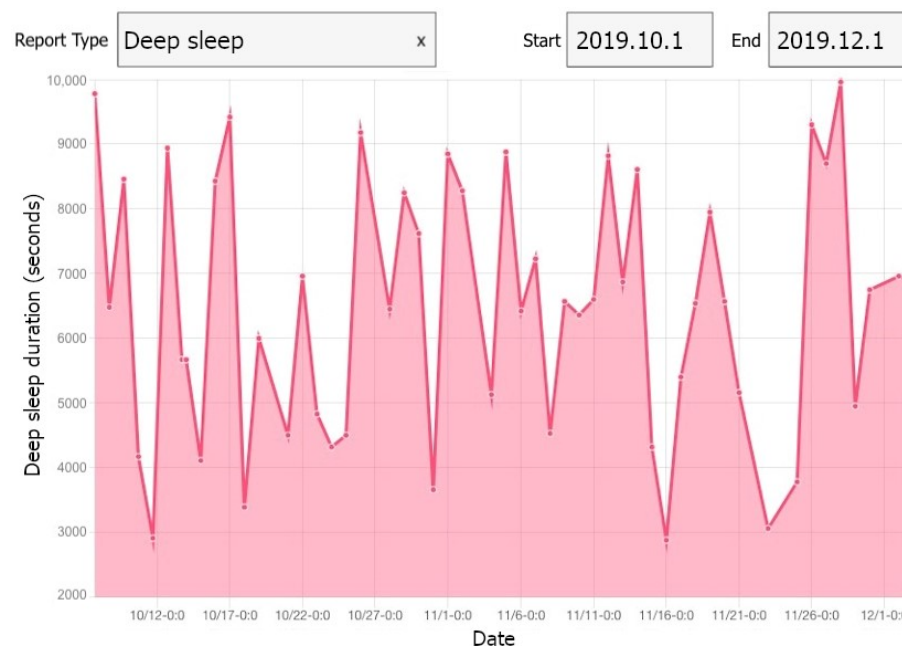 Report Type Deep sleep x Start 2019.10.1 End 2019.12.1
10,000
9000
8000
7000
6000
5000
4000
3000
2000
Deep sleep duration (seconds)
10/12-0:0 10/17-0:0 10/22-0:0 10/27-0:0 11/1-0:0 11/6-0:0 11/11-0:0 11/16-0:0 11/21-0:0 11/26-0:0 12/1-0:0
Date